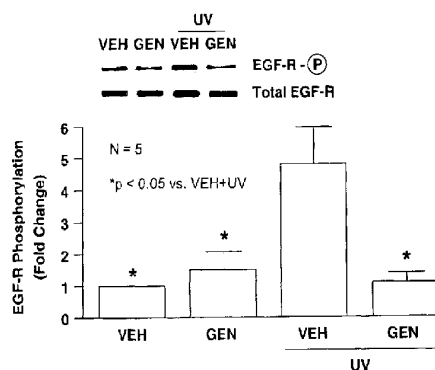 UV
VEH GEN VEH GEN
EGF-R - P
Total EGF-R
EGF-R Phosphorylation
(Fold Change)
6
5
4
3
2
1
0
N = 5
*p < 0.05 vs. VEH+UV
*
*
*
VEH GEN VEH GEN
UV